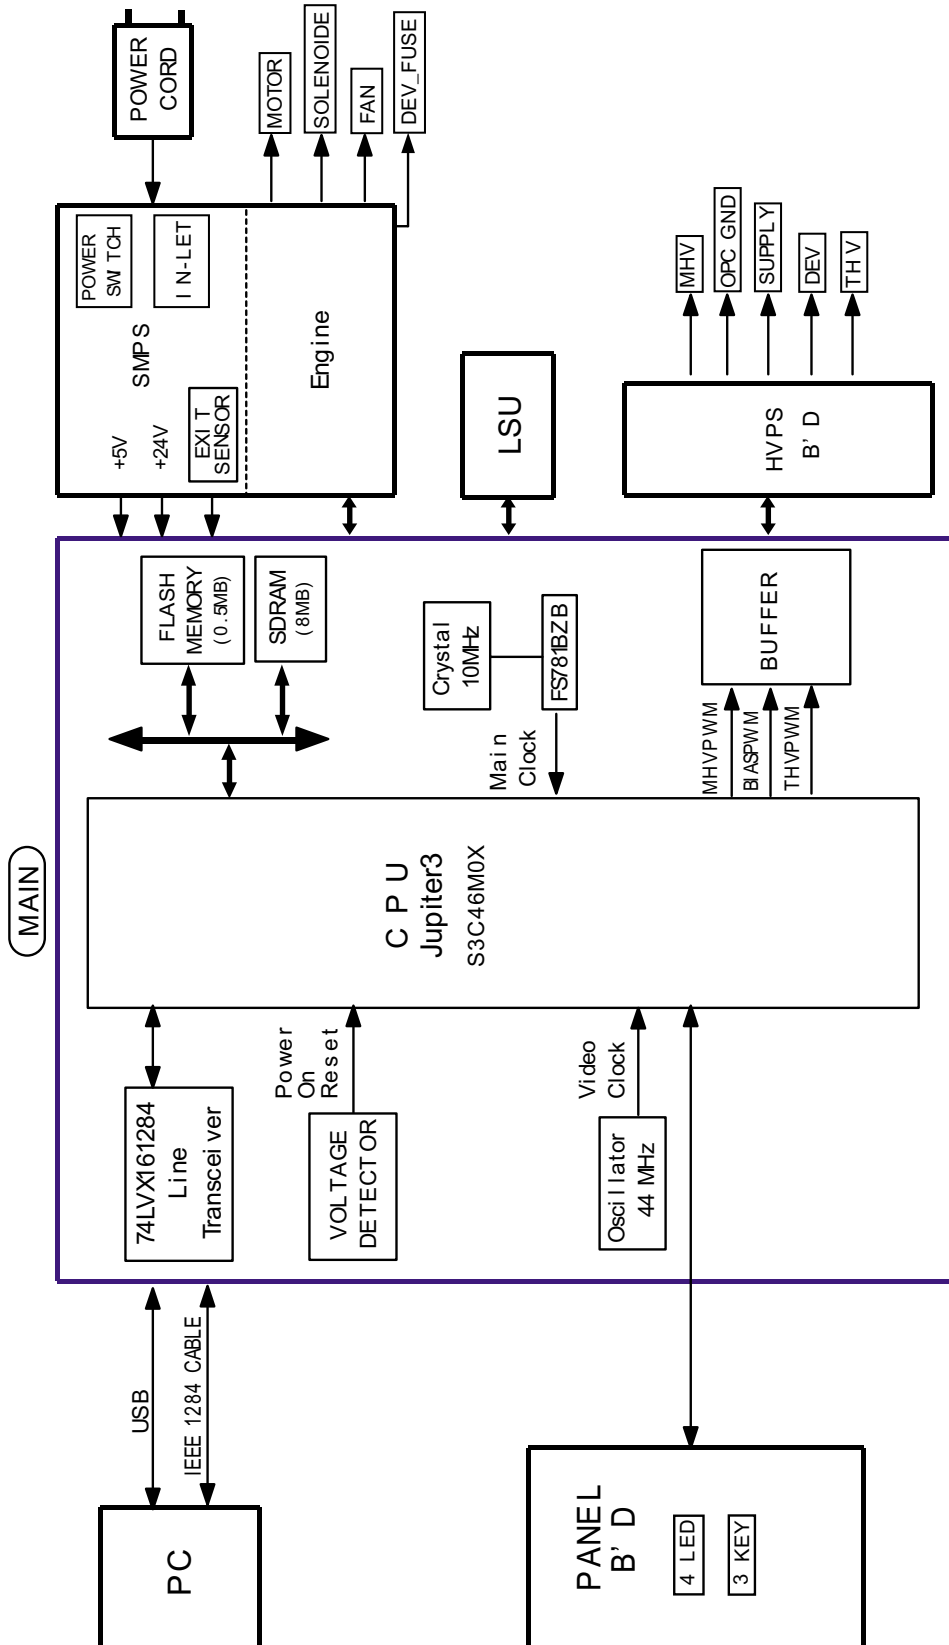 MAIN
PC
USB
IEEE 1284 CABLE
74LVX161284
Line
Transceiver
CPU
Jupiter3
S3C46M0X
FLASH
MEMORY
(0.5MB)
SDRAM
(8MB)
+5V
+24V
EXIT
SENSOR
SMPS
POWER
SWITCH
IN-LET
POWER
CORD
Engine
MOTOR
SOLENOIDE
FAN
DEV_FUSE
VOLTAGE
DETECTOR
Power
On
Reset
Crystal
10MHz
FS781BZB
Main
Clock
LSU
PANEL
B'D
4 LED
3 KEY
Oscillator
44 MHz
Video
Clock
MHVPWM
BIASPWM
THVPWM
BUFFER
HVPS
B'D
MHV
OPC GND
SUPPLY
DEV
THV